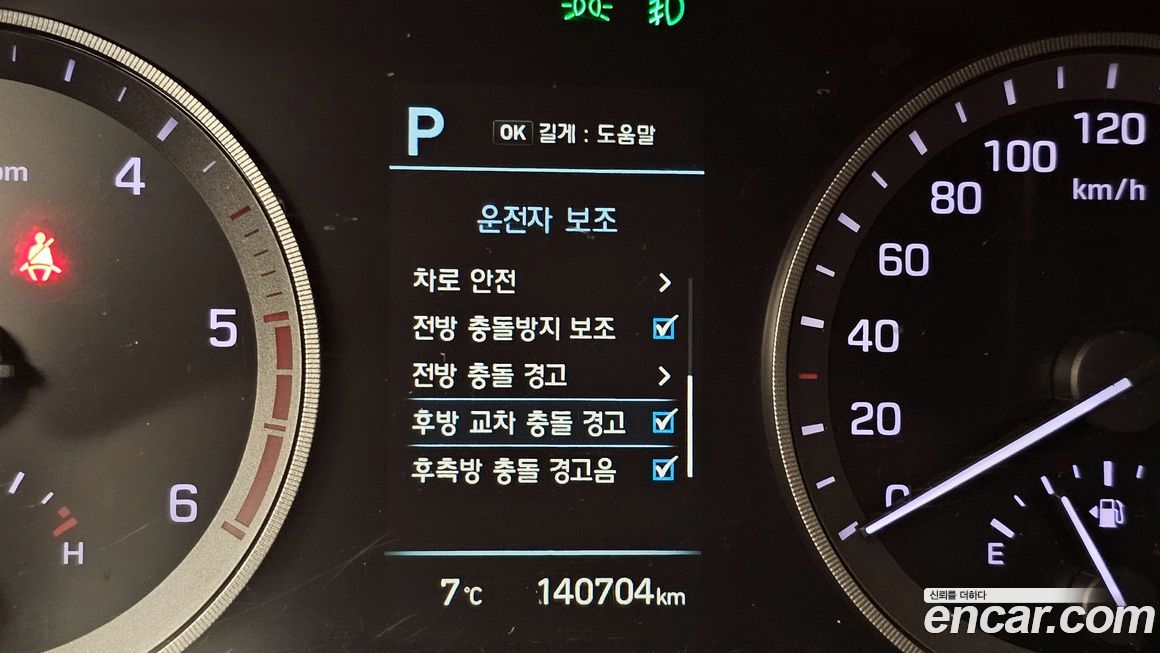 P
OK 길게 : 도움말
운전자 보조
차로 안전
전방 충돌방지 보조
전방 충돌 경고
후방 교차 충돌 경고
후측방 충돌 경고음
7℃ 140704km
4
5
6
H
120
100
80
60
40
20
0
km/h
E
신뢰를 더하다
encar.com